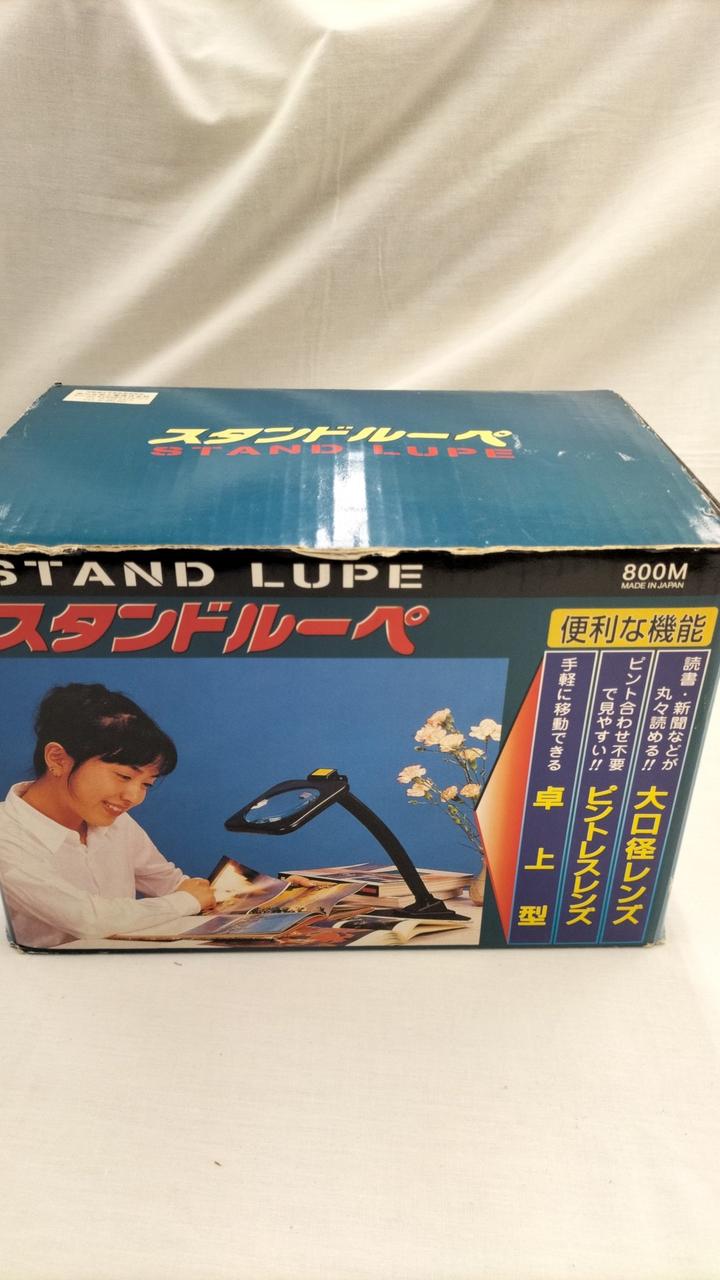 スタンドルーペ
STAND LUPE
STAND LUPE
800M
MADE IN JAPAN
スタンドルーペ
便利な機能
読書・新聞などが
丸々読める!!
大口径レンズ
ピント合わせ不要
で見やすい!!
ピントレスレンズ
手軽に移動できる
卓上型